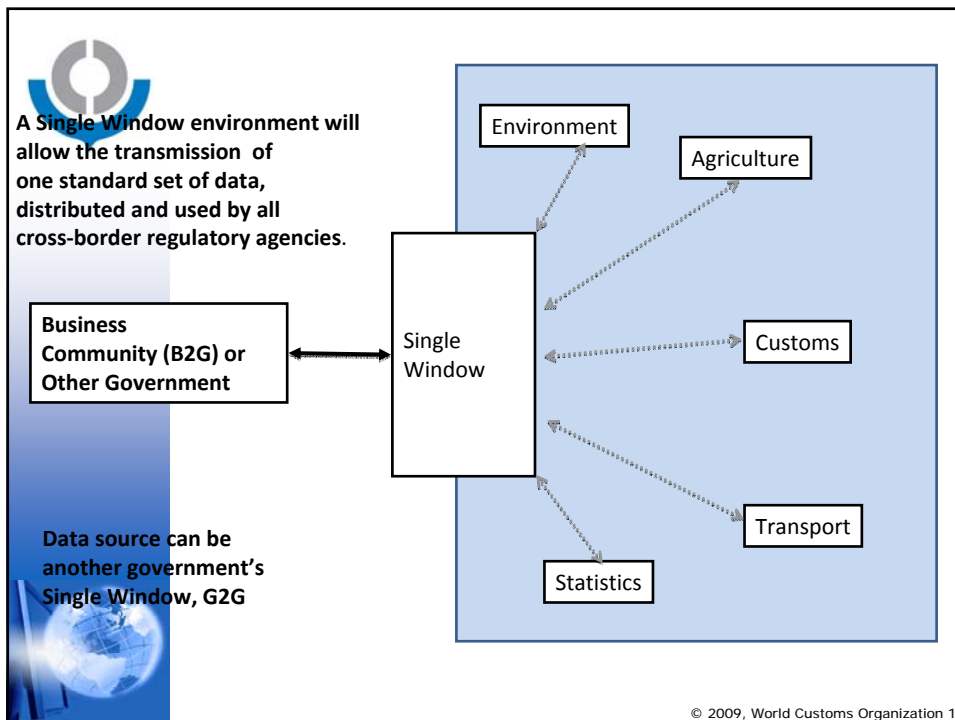 A Single Window environment will
allow the transmission of
one standard set of data,
distributed and used by all
cross-border regulatory agencies.
Business
Community (B2G) or
Other Government
Single
Window
Environment
Agriculture
Customs
Transport
Statistics
Data source can be
another government's
Single Window, G2G
© 2009, World Customs Organization 1